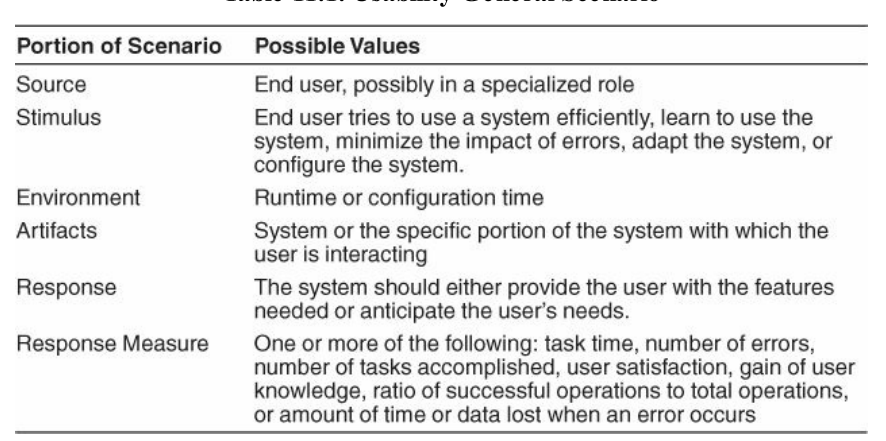 Portion of Scenario Possible Values
Source End user, possibly in a specialized role
Stimulus End user tries to use a system efficiently, learn to use the
system, minimize the impact of errors, adapt the system, or
configure the system.
Environment Runtime or configuration time
Artifacts System or the specific portion of the system with which the
user is interacting
Response The system should either provide the user with the features
needed or anticipate the user's needs.
Response Measure One or more of the following: task time, number of errors,
number of tasks accomplished, user satisfaction, gain of user
knowledge, ratio of successful operations to total operations,
or amount of time or data lost when an error occurs